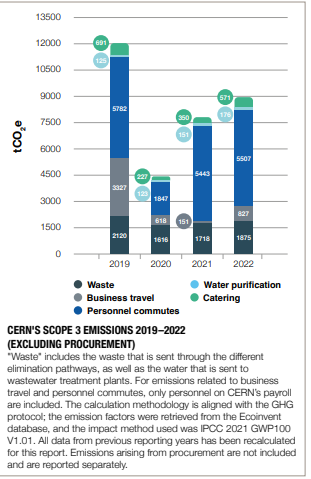 13500
12000
10500
9000
7500
6000
4500
3000
1500
0
tCO2e
691
125
5782
3327
2120
227
123
1847
618
1616
350
151
5443
151
1718
571
176
5507
827
1875
2019 2020 2021 2022
Waste Water purification
Business travel Catering
Personnel commutes
CERN'S SCOPE 3 EMISSIONS 2019–2022
(EXCLUDING PROCUREMENT)
"Waste" includes the waste that is sent through the different
elimination pathways, as well as the water that is sent to
wastewater treatment plants. For emissions related to business
travel and personnel commutes, only personnel on CERN's payroll
are included. The calculation methodology is aligned with the GHG
protocol; the emission factors were retrieved from the Ecoinvent
database, and the impact method used was IPCC 2021 GWP100
V1.01. All data from previous reporting years has been recalculated
for this report. Emissions arising from procurement are not included
and are reported separately.